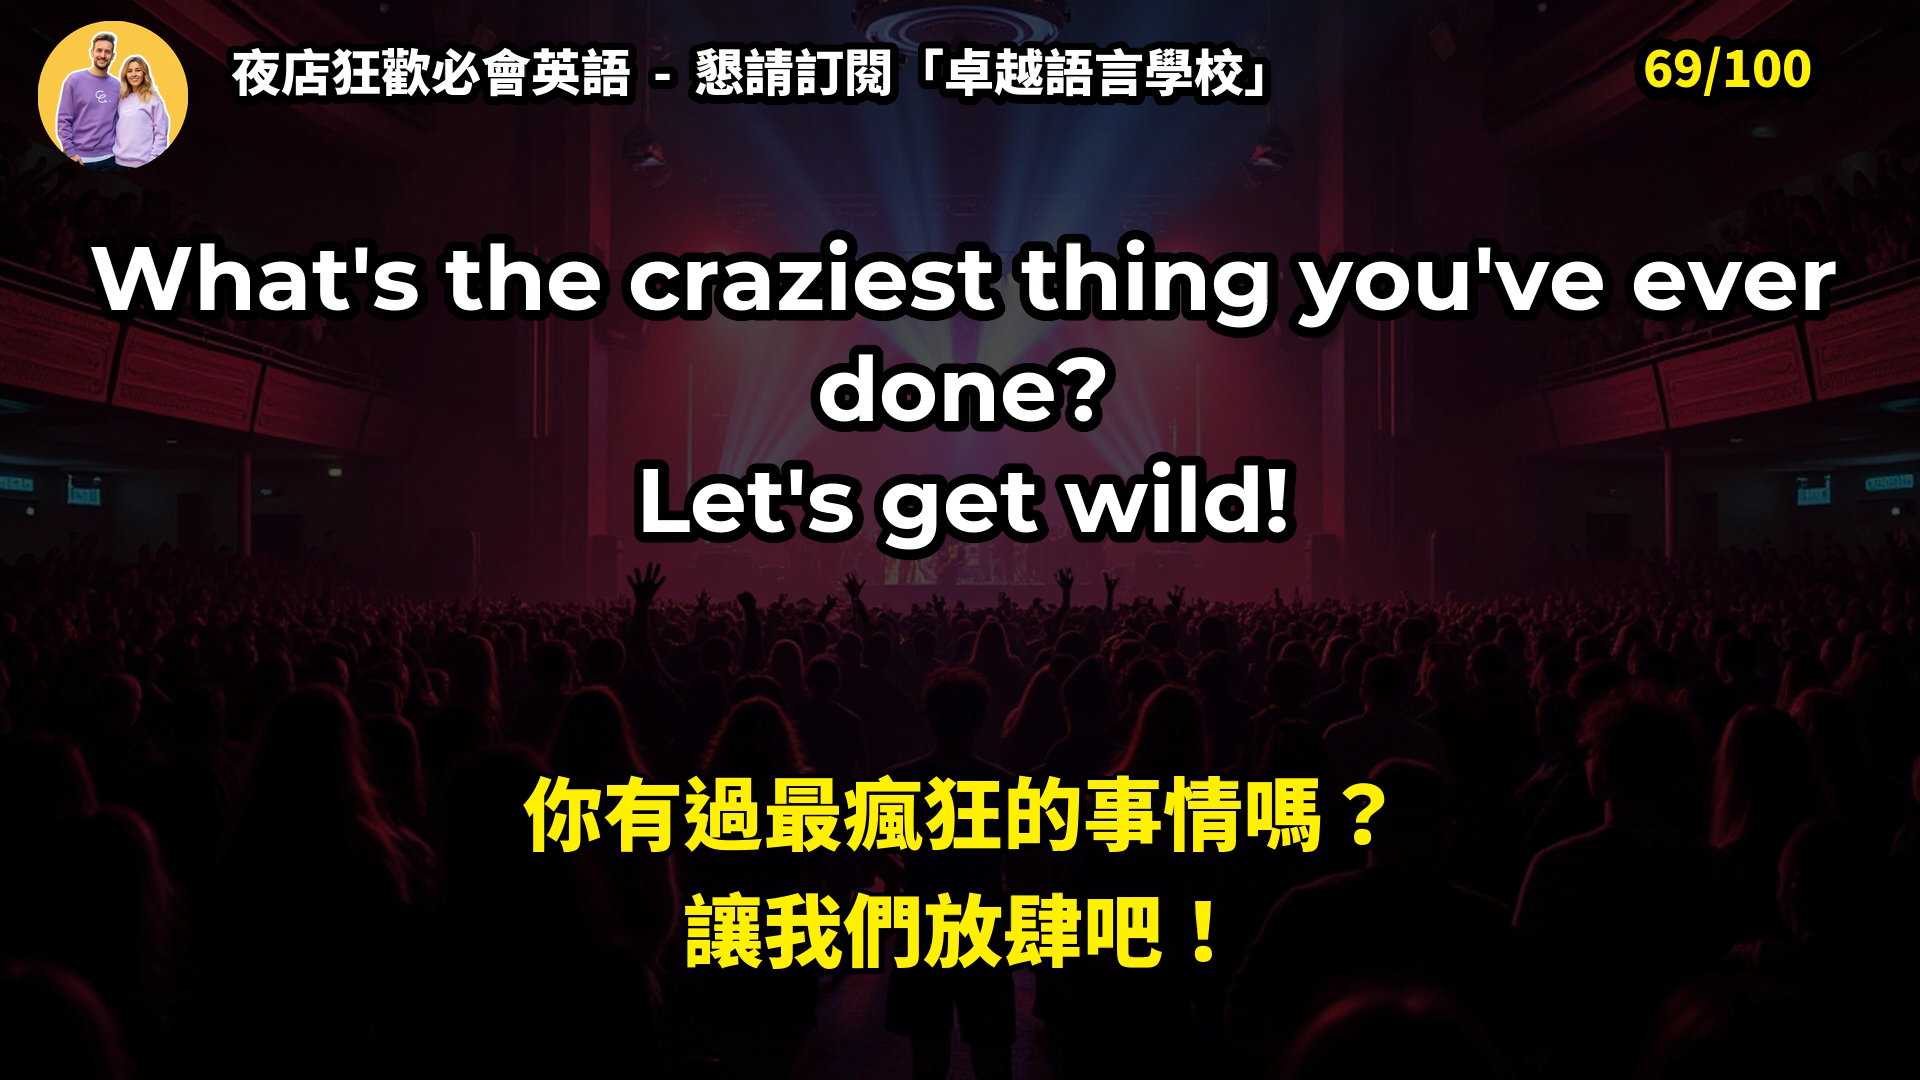 夜店狂歡必會英語 - 懇請訂閱「卓越語言學校」
69/100
What's the craziest thing you've ever
done?
Let's get wild!
你有過最瘋狂的事情嗎？
讓我們放肆吧！